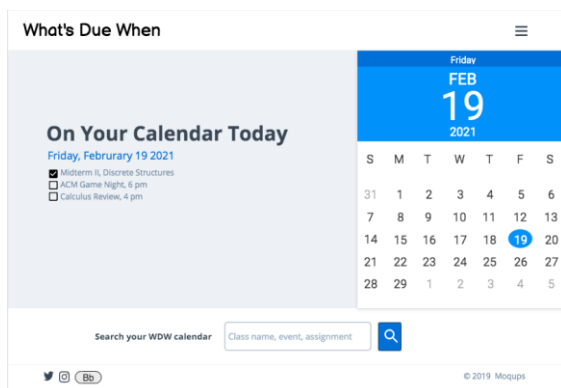 What's Due When
Friday
FEB
19
2021
On Your Calendar Today
Friday, Februrary 19 2021
Midterm II, Discrete Structures
ACM Game Night, 6 pm
Calculus Review, 4 pm
S M T W T F S
31 1 2 3 4 5 6
7 8 9 10 11 12 13
14 15 16 17 18 19 20
21 22 23 24 25 26 27
28 29 1 2 3 4 5
Search your WDW calendar
Class name, event, assignment
Bb
© 2019 Moqups